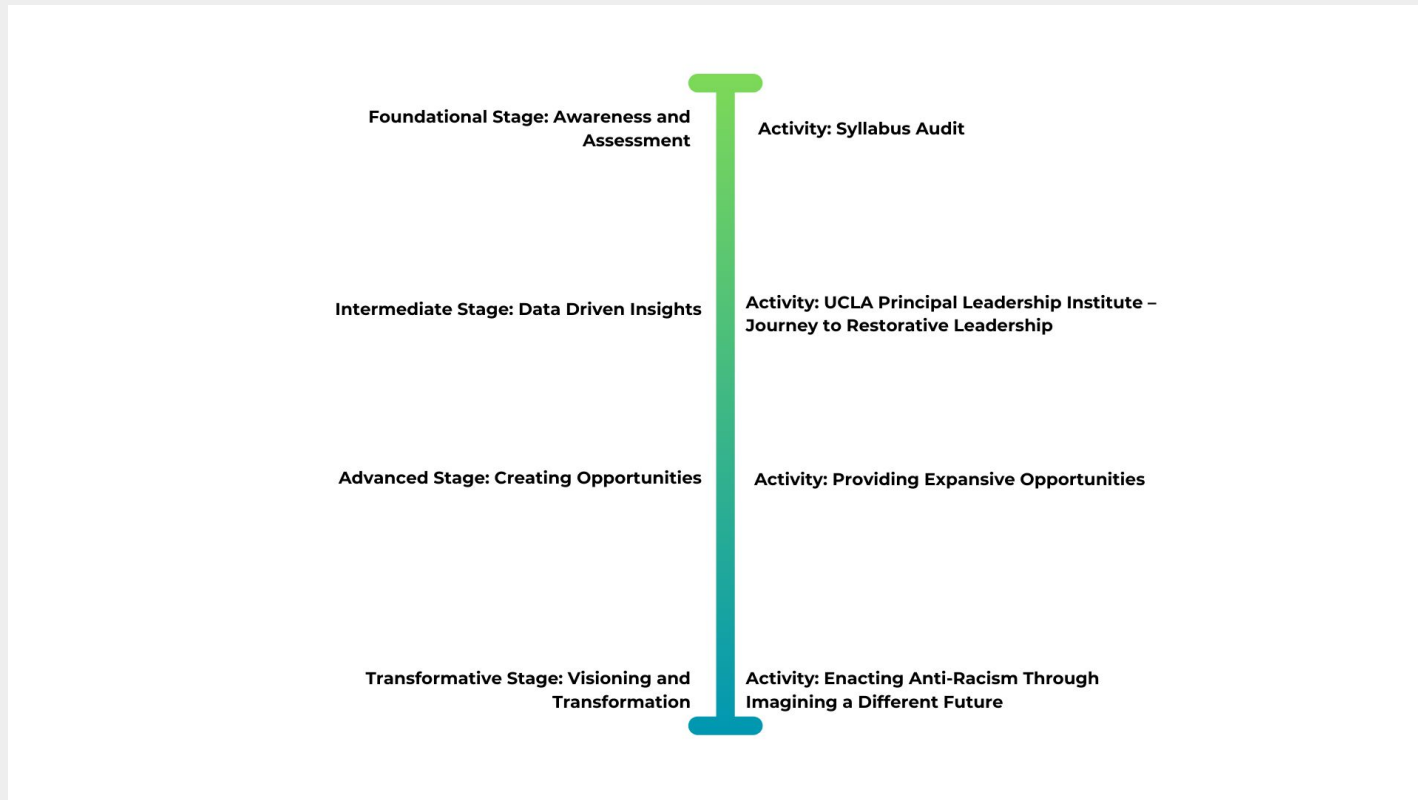 Foundational Stage: Awareness and
Assessment
Activity: Syllabus Audit
Intermediate Stage: Data Driven Insights
Activity: UCLA Principal Leadership Institute –
Journey to Restorative Leadership
Advanced Stage: Creating Opportunities
Activity: Providing Expansive Opportunities
Transformative Stage: Visioning and
Transformation
Activity: Enacting Anti-Racism Through
Imagining a Different Future